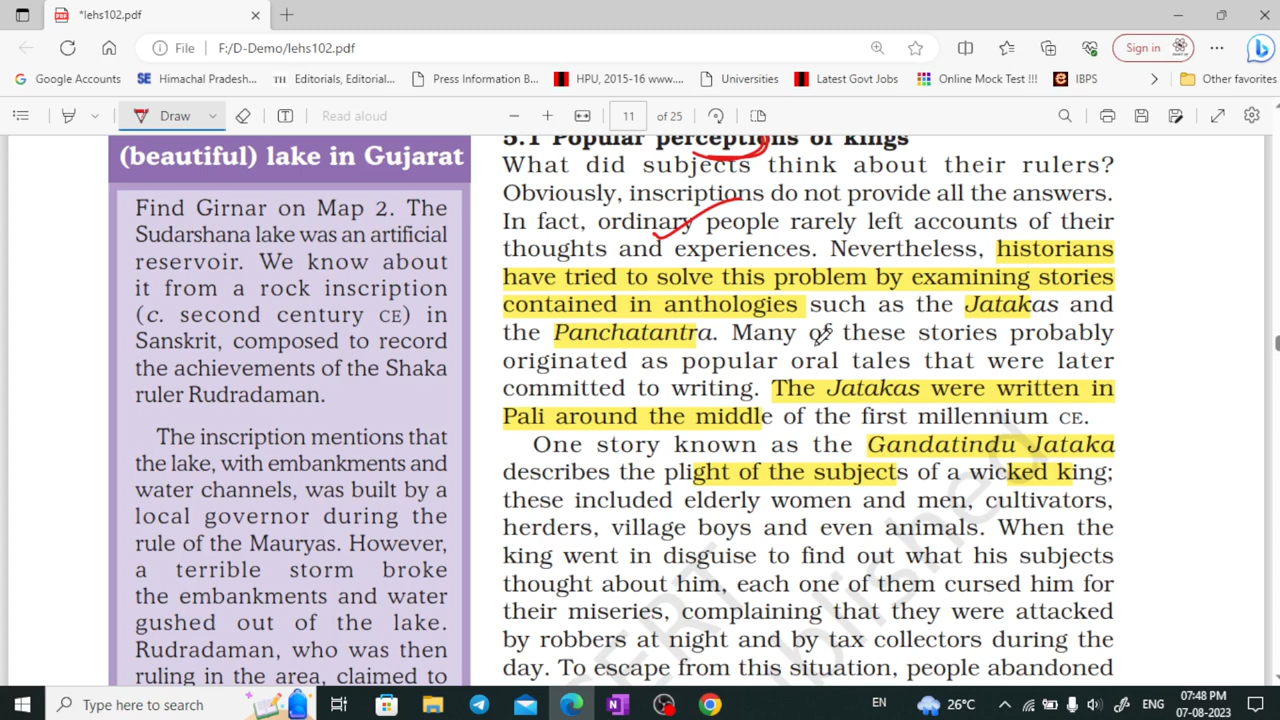 *lehs102.pdf
File
F:/D-Demo/lehs102.pdf
Sign in
Google Accounts
SE Himachal Pradesh...
TH Editorials, Editorial...
Press Information B...
HPU, 2015-16 www....
Universities
Latest Govt Jobs
Online Mock Test !!!
IBPS
Other favorites
Draw
Read aloud
11 of 25
(beautiful) lake in Gujarat
Find Girnar on Map 2. The
Sudarshana lake was an artificial
reservoir. We know about
it from a rock inscription
(c. second century CE) in
Sanskrit, composed to record
the achievements of the Shaka
ruler Rudradaman.
The inscription mentions that
the lake, with embankments and
water channels, was built by a
local governor during the
rule of the Mauryas. However,
a terrible storm broke
the embankments and water
gushed out of the lake.
Rudradaman, who was then
ruling in the area, claimed to
5.1 Popular perceptions of kings
What did subjects think about their rulers?
Obviously, inscriptions do not provide all the answers.
In fact, ordinary people rarely left accounts of their
thoughts and experiences. Nevertheless, historians
have tried to solve this problem by examining stories
contained in anthologies such as the Jatakas and
the Panchatantra. Many of these stories probably
originated as popular oral tales that were later
committed to writing. The Jatakas were written in
Pali around the middle of the first millennium CE.
One story known as the Gandatindu Jataka
describes the plight of the subjects of a wicked king;
these included elderly women and men, cultivators,
herders, village boys and even animals. When the
king went in disguise to find out what his subjects
thought about him, each one of them cursed him for
their miseries, complaining that they were attacked
by robbers at night and by tax collectors during the
day. To escape from this situation, people abandoned
Type here to search
EN
26°C
ENG
07:48 PM
07-08-2023